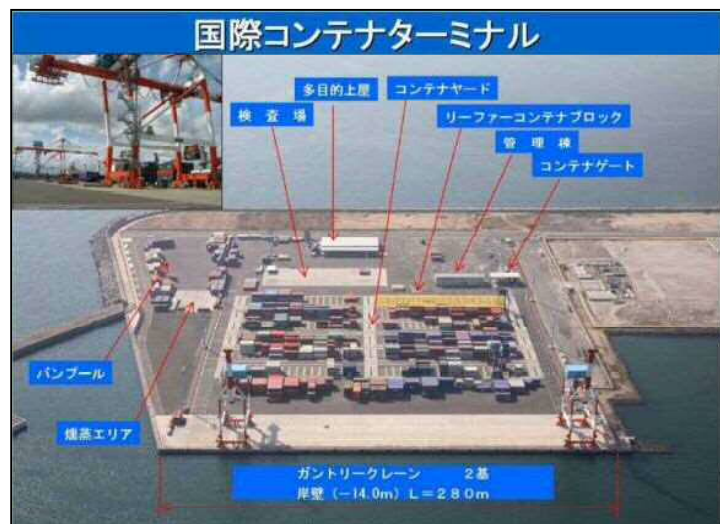 国際コンテナターミナル
多目的上屋
コンテナヤード
検 査 場
リーファーコンテナブロック
管 理 棟
コンテナゲート
バンプール
燻蒸エリア
ガントリークレーン 2基
岸壁(-14.0m)L=280m